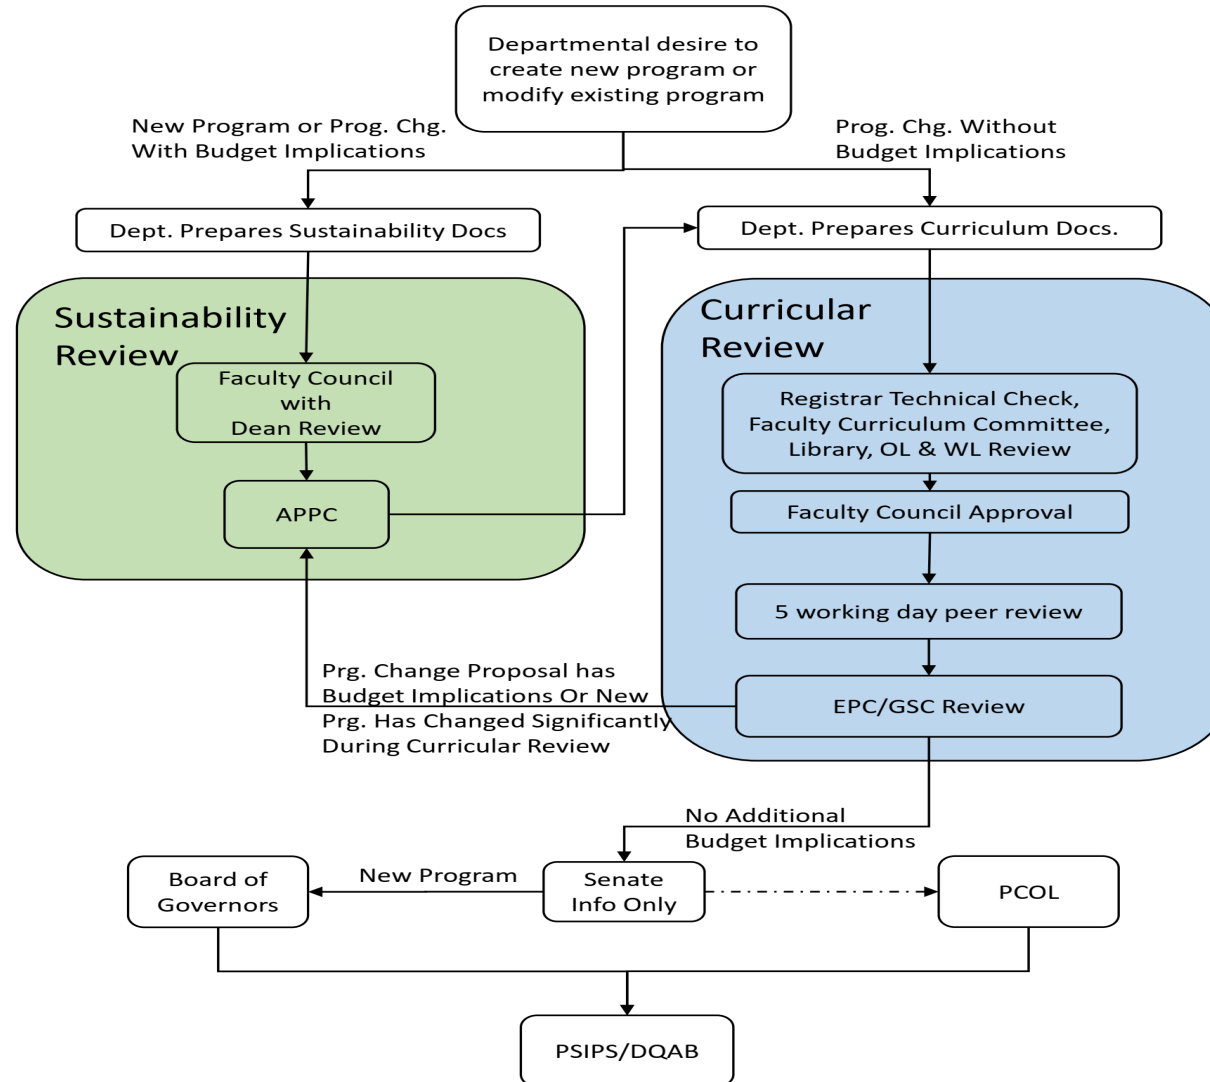 Departmental desire to
create new program or
modify existing program
New Program or Prog. Chg.
With Budget Implications
Prog. Chg. Without
Budget Implications
Dept. Prepares Sustainability Docs
Dept. Prepares Curriculum Docs.
Sustainability
Review
Faculty Council
with
Dean Review
APPC
Curricular
Review
Registrar Technical Check,
Faculty Curriculum Committee,
Library, OL & WL Review
Faculty Council Approval
5 working day peer review
EPC/GSC Review
Prg. Change Proposal has
Budget Implications Or New
Prg. Has Changed Significantly
During Curricular Review
No Additional
Budget Implications
Board of
Governors
New Program
Senate
Info Only
PCOL
PSIPS/DQAB